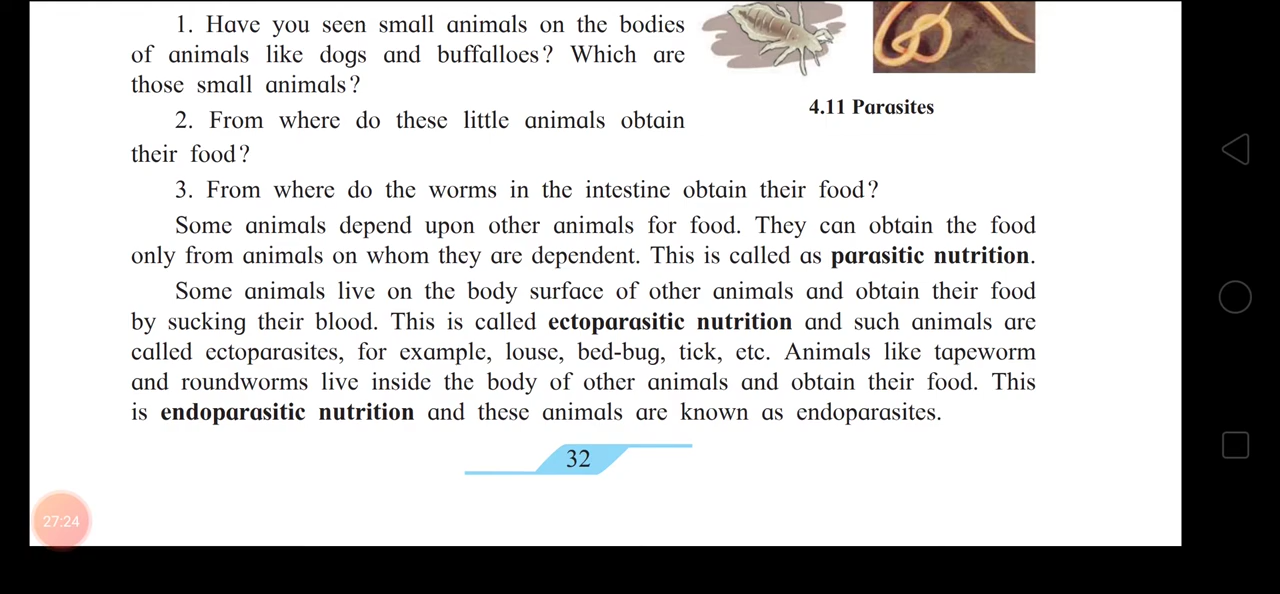 1. Have you seen small animals on the bodies
of animals like dogs and buffalloes? Which are
those small animals?
2. From where do these little animals obtain
their food?
4.11 Parasites
3. From where do the worms in the intestine obtain their food?
Some animals depend upon other animals for food. They can obtain the food
only from animals on whom they are dependent. This is called as parasitic nutrition.
Some animals live on the body surface of other animals and obtain their food
by sucking their blood. This is called ectoparasitic nutrition and such animals are
called ectoparasites, for example, louse, bed-bug, tick, etc. Animals like tapeworm
and roundworms live inside the body of other animals and obtain their food. This
is endoparasitic nutrition and these animals are known as endoparasites.
32
27:24